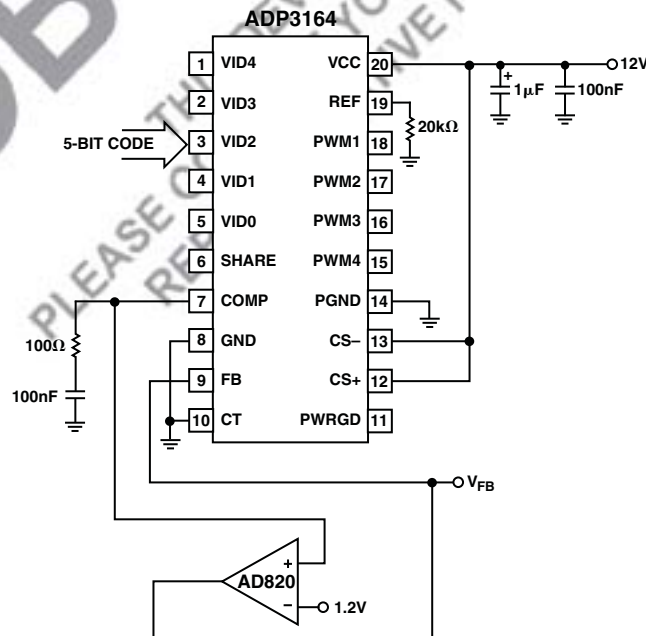 ADP3164
1 VID4 VCC 20 12V
2 VID3 REF 19
+ 1μF 100nF
20kΩ
5-BIT CODE 3 VID2 PWM1 18
4 VID1 PWM2 17
5 VID0 PWM3 16
6 SHARE PWM4 15
7 COMP PGND 14
100Ω 8 GND CS– 13
100nF 9 FB CS+ 12
10 CT PWRGD 11
VFB
+
AD820
– 1.2V
PLEASE